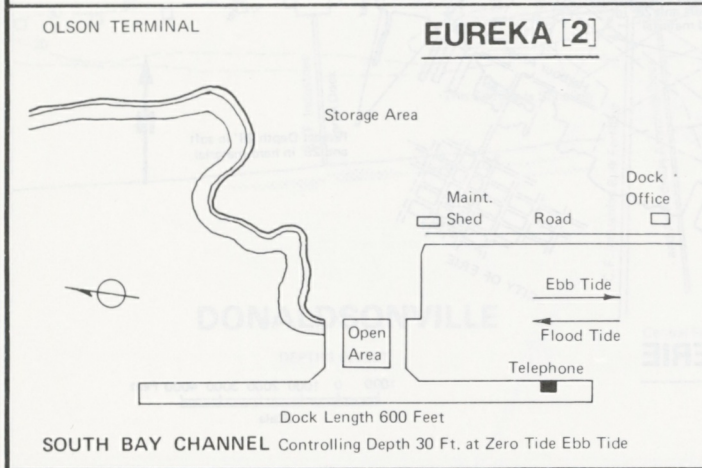 OLSON TERMINAL
EUREKA [2]
Storage Area
Maint.
Shed
Road
Dock
Office
Ebb Tide
Flood Tide
Open
Area
Telephone
Dock Length 600 Feet
SOUTH BAY CHANNEL Controlling Depth 30 Ft. at Zero Tide Ebb Tide
DONALDSONVILLE